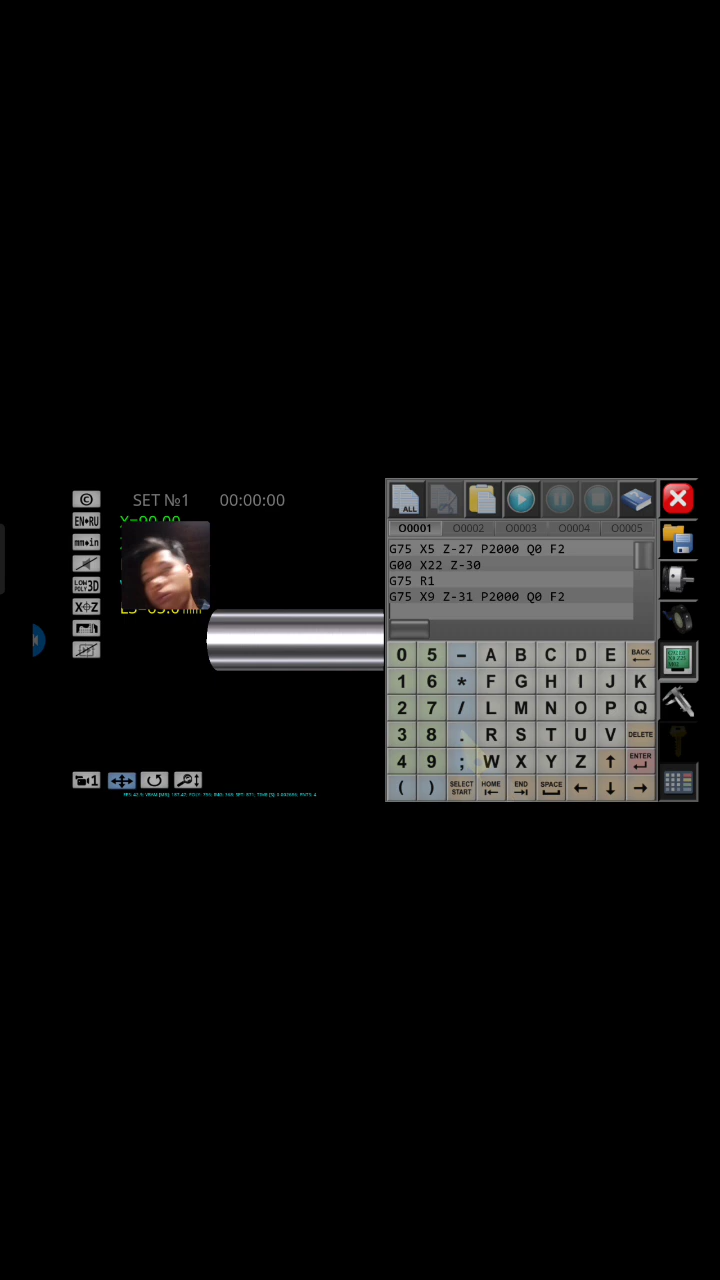 SET №1 00:00:00
©
EN•RU
mm•in
LOW POLY 3D
X Z
ALL
O0001 O0002 O0003 O0004 O0005
G75 X5 Z-27 P2000 Q0 F2
G00 X22 Z-30
G75 R1
G75 X9 Z-31 P2000 Q0 F2
0 5 - A B C D E BACK.
1 6 * F G H I J K
2 7 / L M N O P Q
3 8 . R S T U V DELETE
4 9 ; W X Y Z ↑ ENTER
( ) SELECT START HOME END SPACE ← ↓ →
1